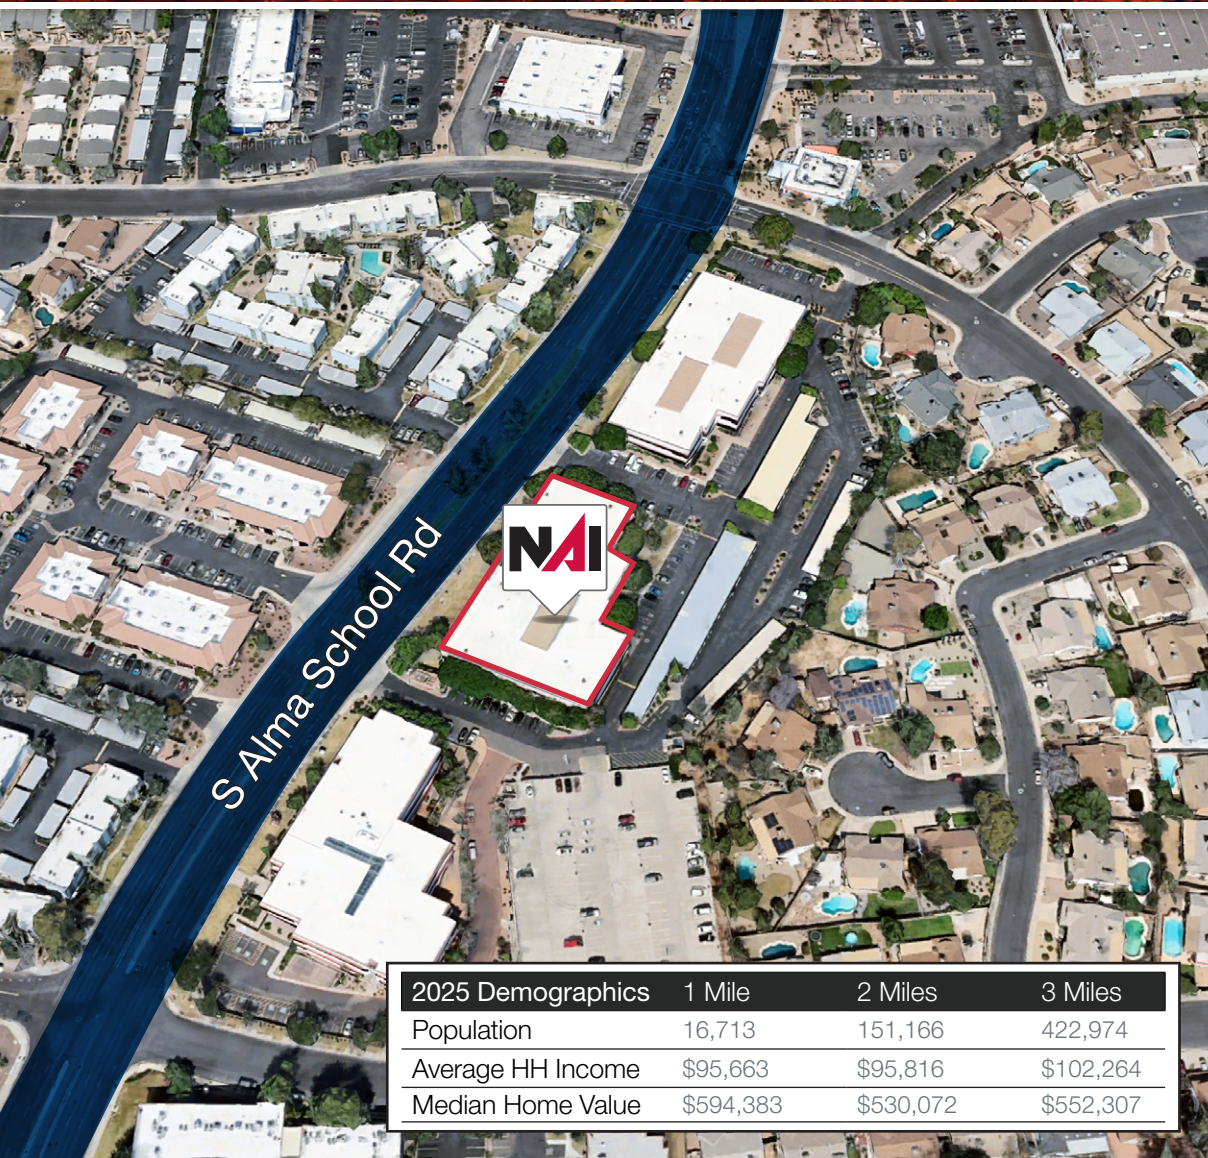 NAI
S Alma School Rd
2025 Demographics 1 Mile 2 Miles 3 Miles
Population 16,713 151,166 422,974
Average HH Income $95,663 $95,816 $102,264
Median Home Value $594,383 $530,072 $552,307